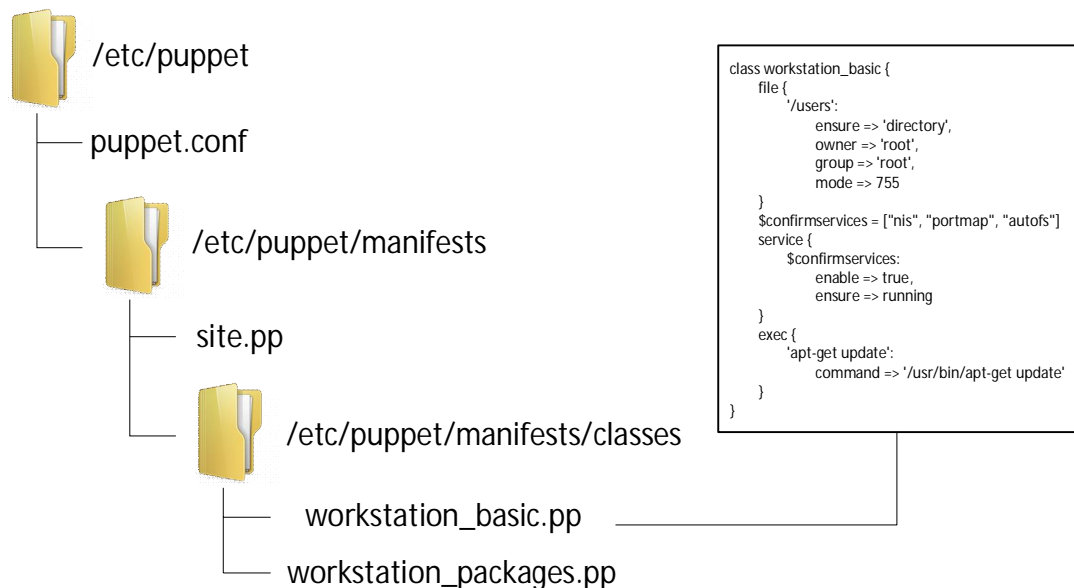 /etc/puppet
puppet.conf
/etc/puppet/manifests
site.pp
/etc/puppet/manifests/classes
workstation_basic.pp
workstation_packages.pp
class workstation_basic {
file {
'/users':
ensure => 'directory',
owner => 'root',
group => 'root',
mode => 755
}
$confirmservices = ["nis", "portmap", "autofs"]
service {
$confirmservices:
enable => true,
ensure => running
}
exec {
'apt-get update':
command => '/usr/bin/apt-get update'
}
}